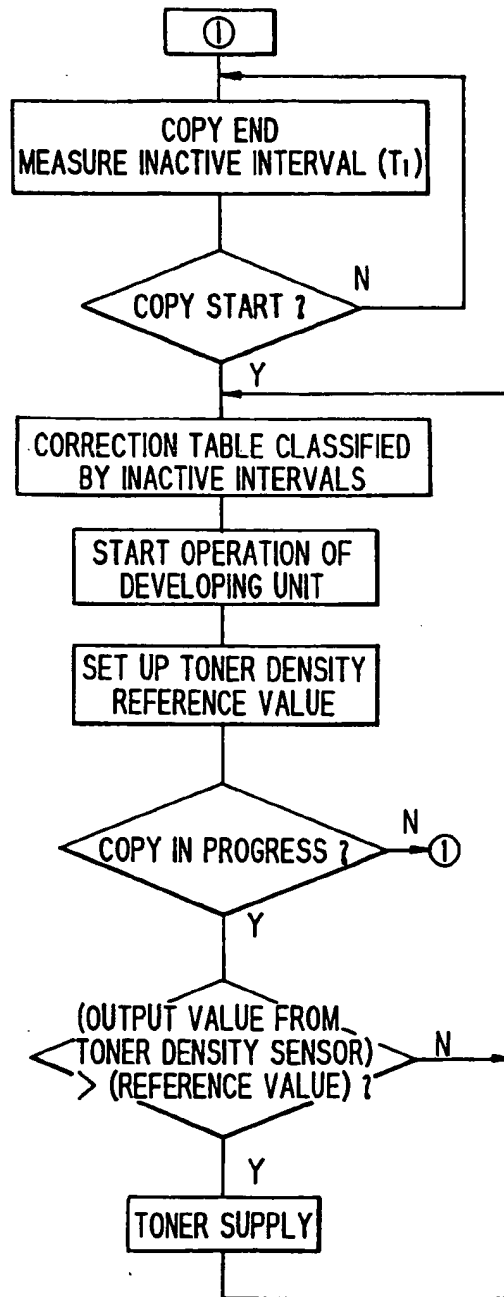 ①
COPY END
MEASURE INACTIVE INTERVAL (T1)
COPY START ?
N
Y
CORRECTION TABLE CLASSIFIED
BY INACTIVE INTERVALS
START OPERATION OF
DEVELOPING UNIT
SET UP TONER DENSITY
REFERENCE VALUE
COPY IN PROGRESS ?
N
①
Y
(OUTPUT VALUE FROM
TONER DENSITY SENSOR)
> (REFERENCE VALUE) ?
N
Y
TONER SUPPLY